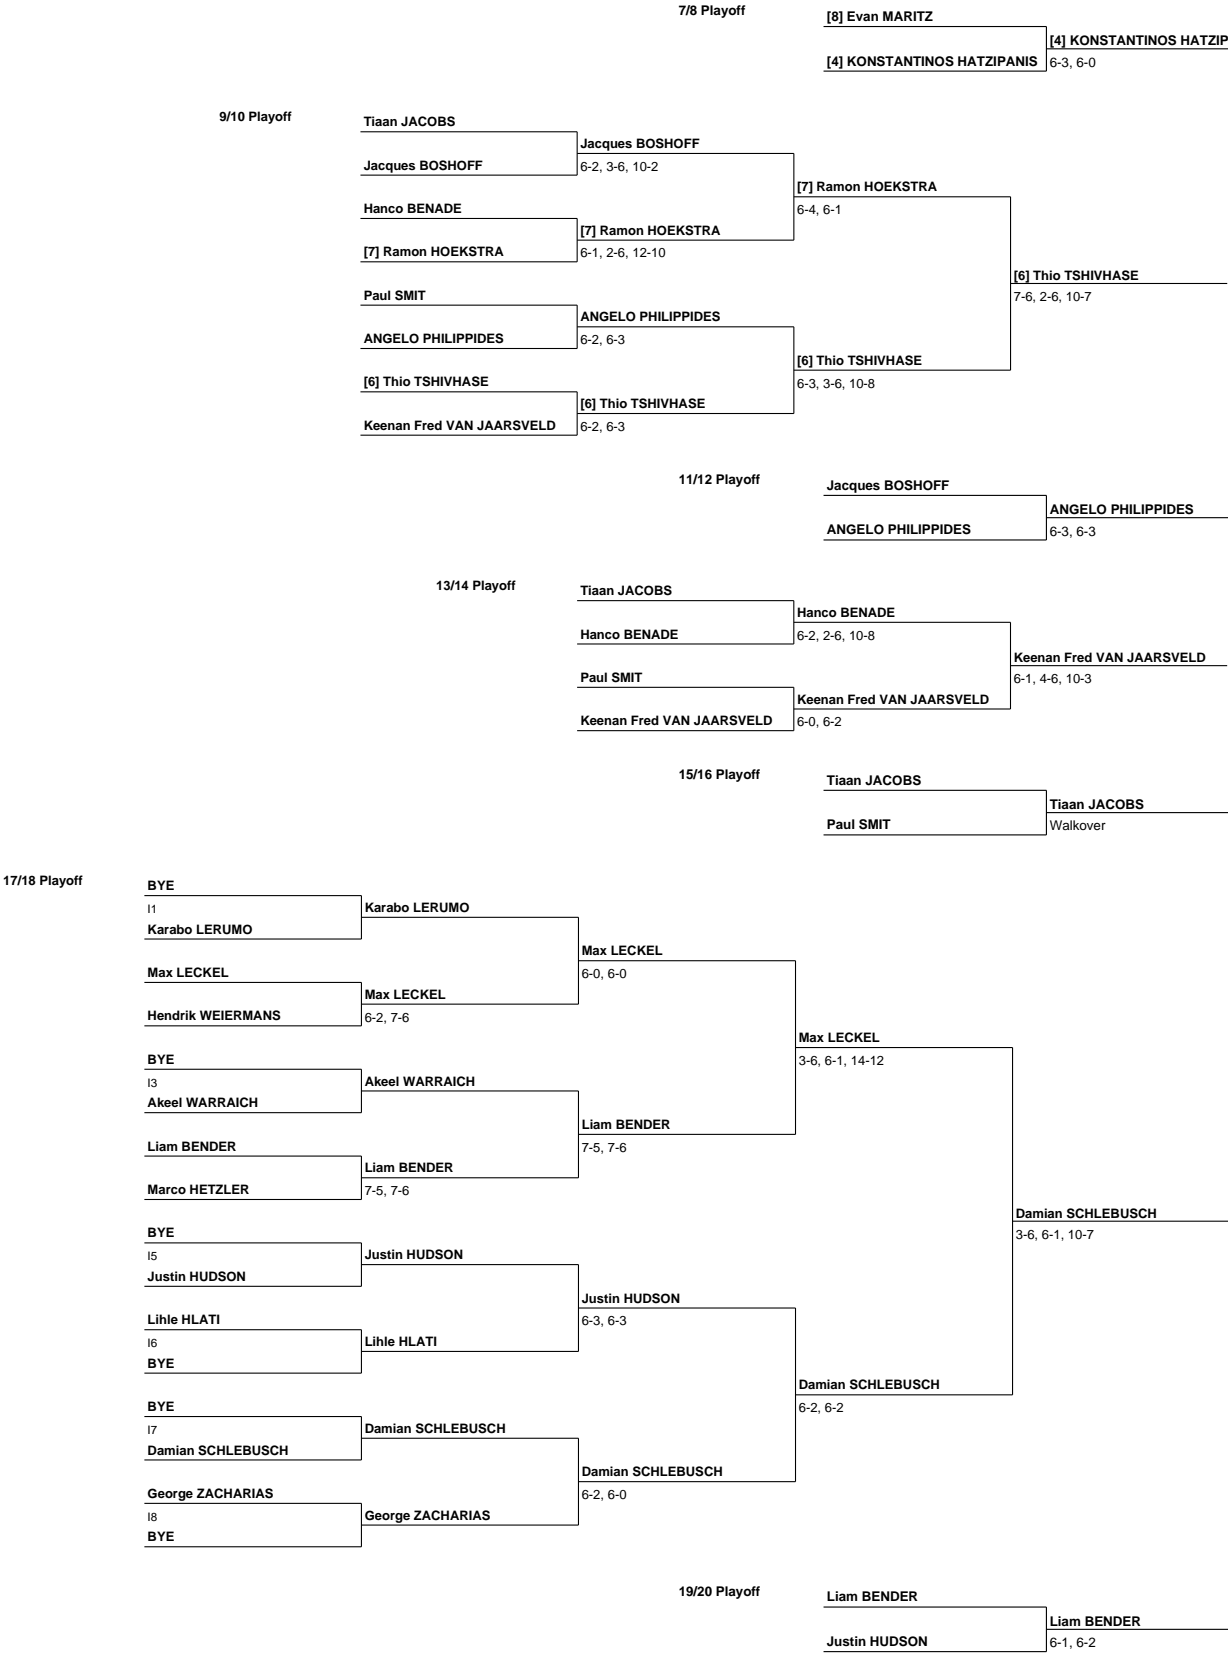 7/8 Playoff
[8] Evan MARITZ
[4] KONSTANTINOS HATZIP
[4] KONSTANTINOS HATZIPANIS
6-3, 6-0
9/10 Playoff
Tiaan JACOBS
Jacques BOSHOFF
Jacques BOSHOFF
6-2, 3-6, 10-2
[7] Ramon HOEKSTRA
6-4, 6-1
Hanco BENADE
[7] Ramon HOEKSTRA
[7] Ramon HOEKSTRA
6-1, 2-6, 12-10
[6] Thio TSHIVHASE
7-6, 2-6, 10-7
Paul SMIT
ANGELO PHILIPPIDES
ANGELO PHILIPPIDES
6-2, 6-3
[6] Thio TSHIVHASE
6-3, 3-6, 10-8
[6] Thio TSHIVHASE
[6] Thio TSHIVHASE
Keenan Fred VAN JAARSVELD
6-2, 6-3
11/12 Playoff
Jacques BOSHOFF
ANGELO PHILIPPIDES
ANGELO PHILIPPIDES
6-3, 6-3
13/14 Playoff
Tiaan JACOBS
Hanco BENADE
Hanco BENADE
6-2, 2-6, 10-8
Keenan Fred VAN JAARSVELD
6-1, 4-6, 10-3
Paul SMIT
Keenan Fred VAN JAARSVELD
Keenan Fred VAN JAARSVELD
6-0, 6-2
15/16 Playoff
Tiaan JACOBS
Tiaan JACOBS
Paul SMIT
Walkover
17/18 Playoff
BYE
I1
Karabo LERUMO
Karabo LERUMO
Max LECKEL
6-0, 6-0
Max LECKEL
Max LECKEL
Hendrik WEIERMANS
6-2, 7-6
Max LECKEL
3-6, 6-1, 14-12
BYE
I3
Akeel WARRAICH
Akeel WARRAICH
Liam BENDER
7-5, 7-6
Liam BENDER
Liam BENDER
Marco HETZLER
7-5, 7-6
Damian SCHLEBUSCH
3-6, 6-1, 10-7
BYE
I5
Justin HUDSON
Justin HUDSON
Justin HUDSON
6-3, 6-3
Lihle HLATI
I6
Lihle HLATI
BYE
Damian SCHLEBUSCH
6-2, 6-2
BYE
I7
Damian SCHLEBUSCH
Damian SCHLEBUSCH
Damian SCHLEBUSCH
6-2, 6-0
George ZACHARIAS
I8
George ZACHARIAS
BYE
19/20 Playoff
Liam BENDER
Liam BENDER
Justin HUDSON
6-1, 6-2